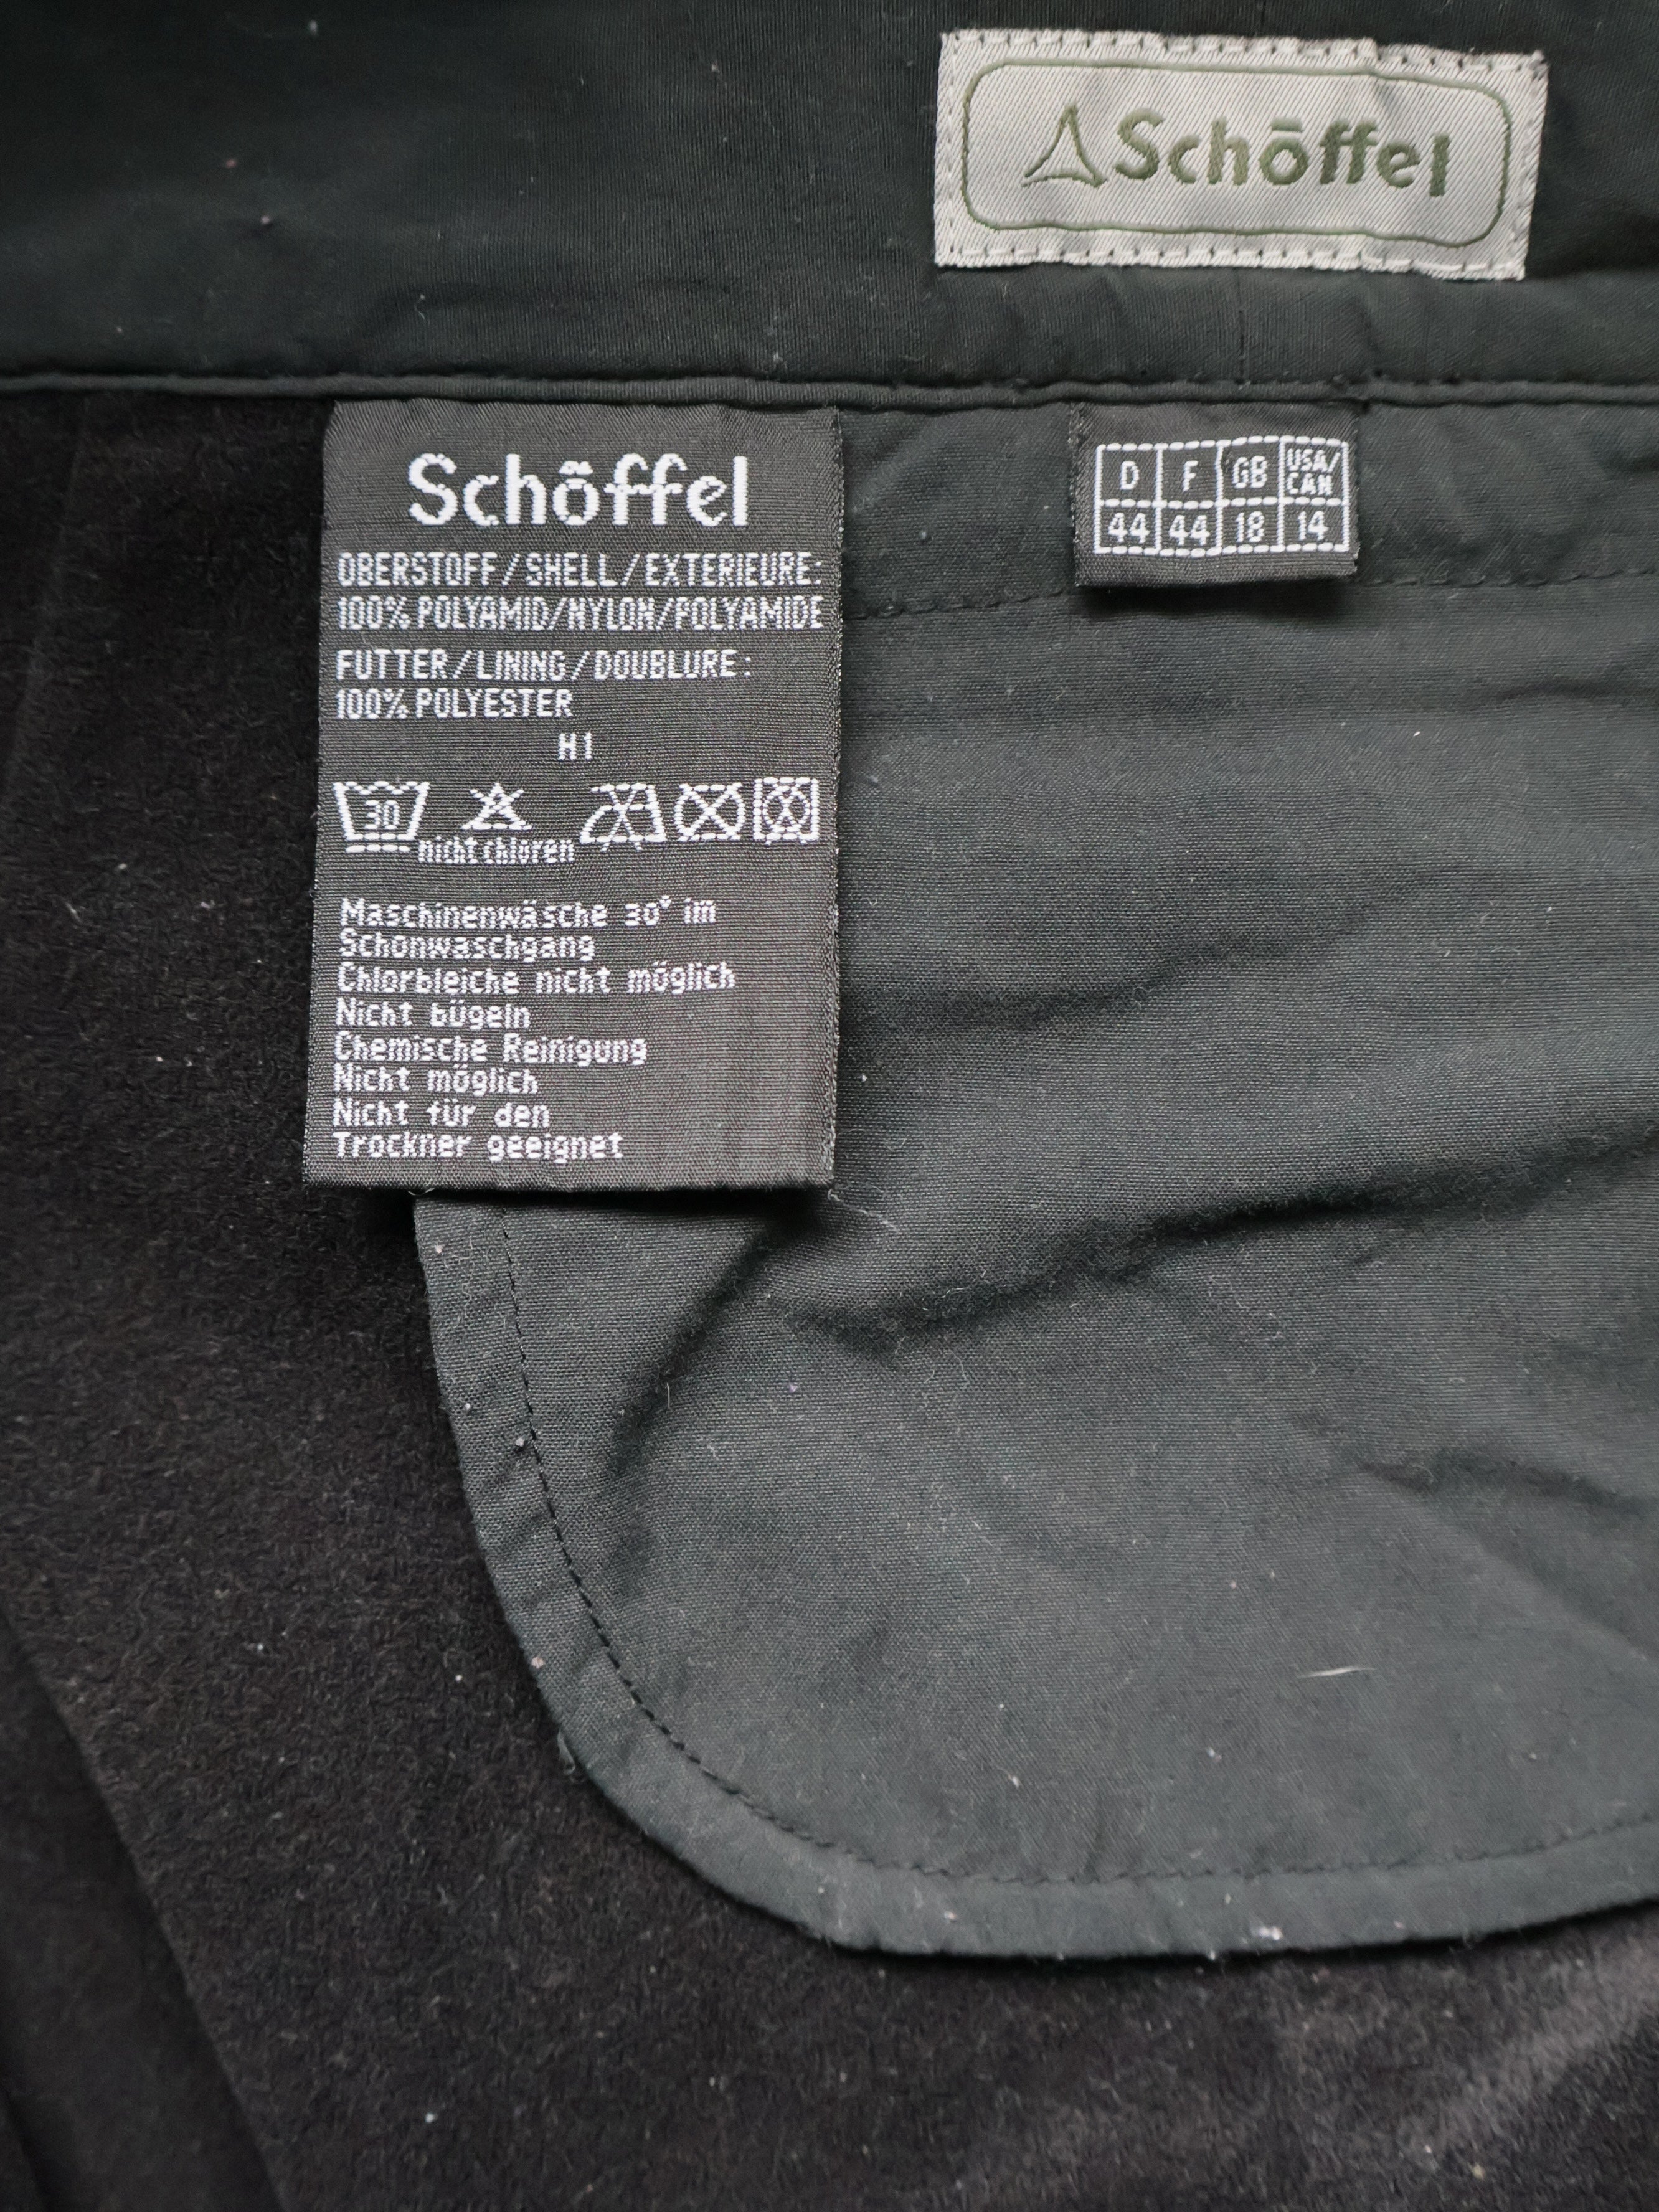 Schöffel
Schöffel
OBERSTOFF/SHELL/EXTERIEURE:
100% POLYAMID/NYLON/POLYAMIDE
FUTTER/LINING/DOUBLURE:
100% POLYESTER
H1
30
nicht chloren
Maschinenwäsche 30° im
Schonwaschgang
Chlorbleiche nicht möglich
Nicht bügeln
Chemische Reinigung
Nicht möglich
Nicht für den
Trockner geeignet
D F GB USA/CAN
44 44 18 14